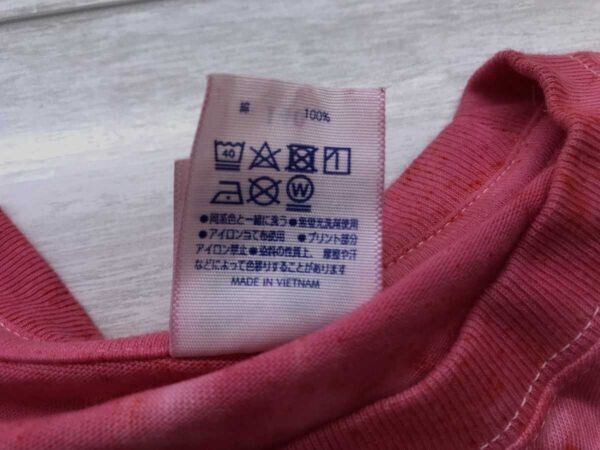 綿 100%
40
W
●同系色と一緒に洗う ●無蛍光洗剤使用
●アイロン当て布使用 ●プリント部分
アイロン禁止 ●染料の性質上、摩擦や汗
などによって色移りすることがあります
MADE IN VIETNAM